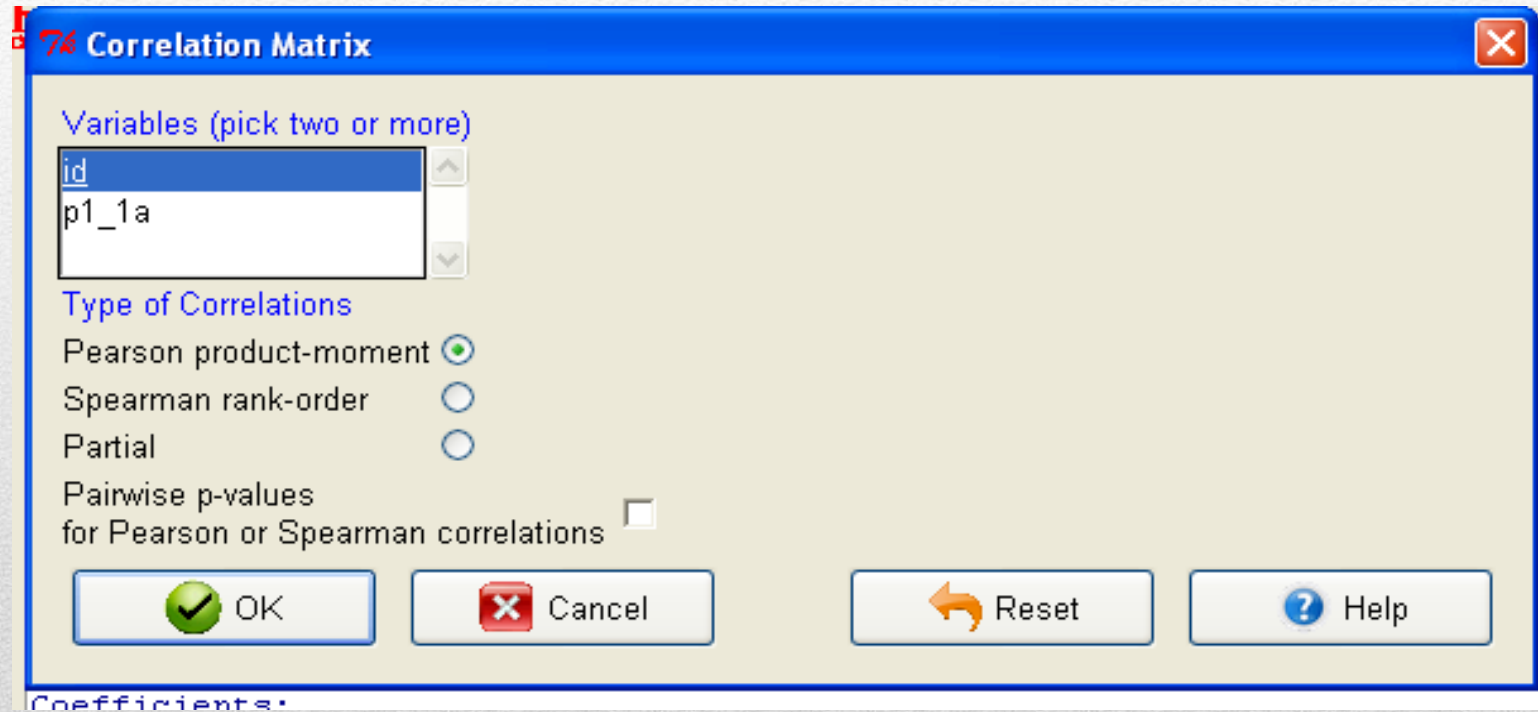 Correlation Matrix
Variables (pick two or more)
id
p1_1a
Type of Correlations
Pearson product-moment
Spearman rank-order
Partial
Pairwise p-values
for Pearson or Spearman correlations
OK
Cancel
Reset
Help
Coefficients: